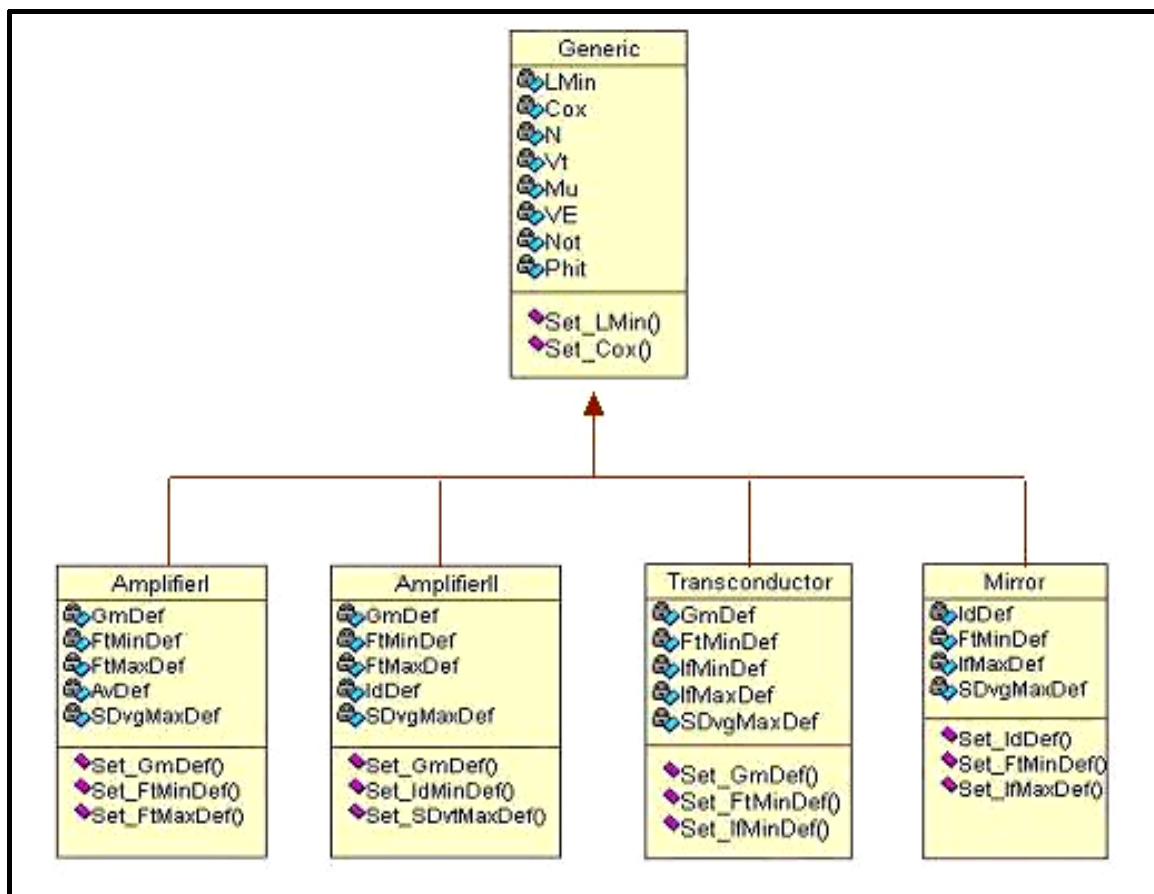 Generic
LMin
Cox
N
Vt
Mu
VE
Not
Phit
Set_LMin()
Set_Cox()
AmplifierI
GmDef
FtMinDef
FtMaxDef
AvDef
SDvgMaxDef
Set_GmDef()
Set_FtMinDef()
Set_FtMaxDef()
AmplifierII
GmDef
FtMinDef
FtMaxDef
IdDef
SDvgMaxDef
Set_GmDef()
Set_IdMinDef()
Set_SDvtMaxDef()
Transconductor
GmDef
FtMinDef
IfMinDef
IfMaxDef
SDvgMaxDef
Set_GmDef()
Set_FtMinDef()
Set_IfMinDef()
Mirror
IdDef
FtMinDef
IfMaxDef
SDvgMaxDef
Set_IdDef()
Set_FtMinDef()
Set_IfMaxDef()